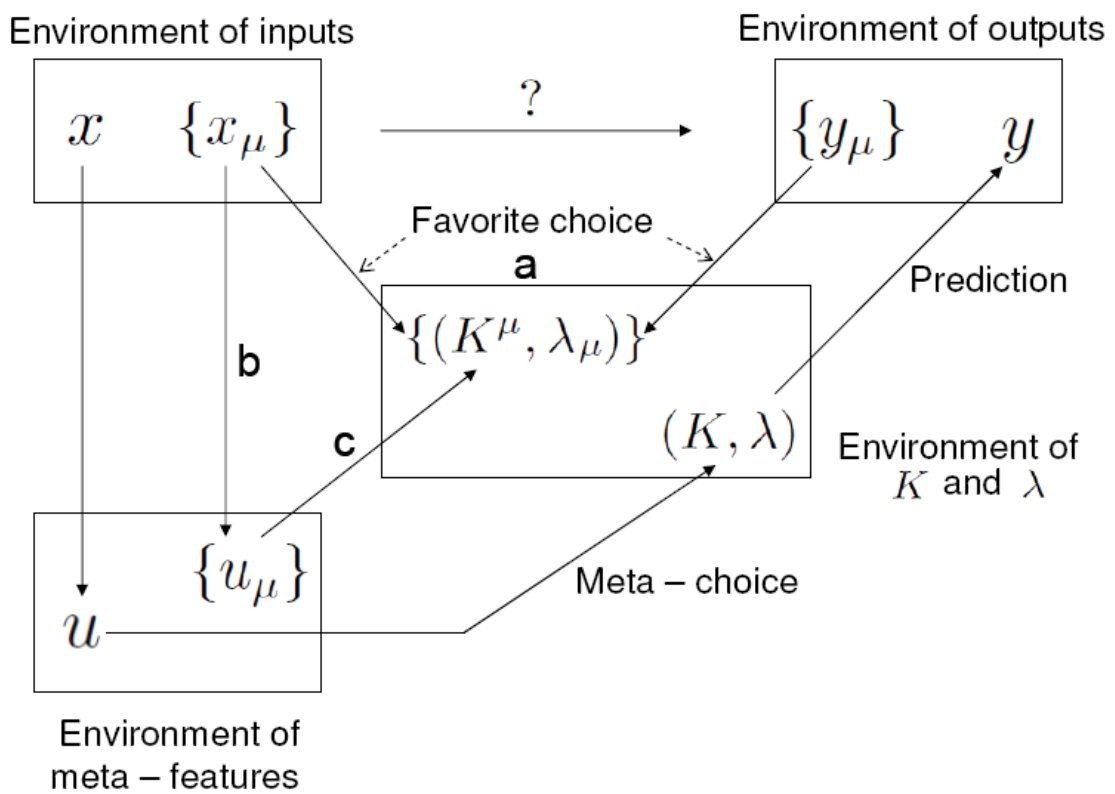 Environment of inputs
Environment of outputs
x {x_μ}
?
{y_μ} y
Favorite choice
a
Prediction
{(K^μ, λ_μ)}
b
c
(K, λ)
Environment of
K and λ
{u_μ}
Meta – choice
u
Environment of
meta – features